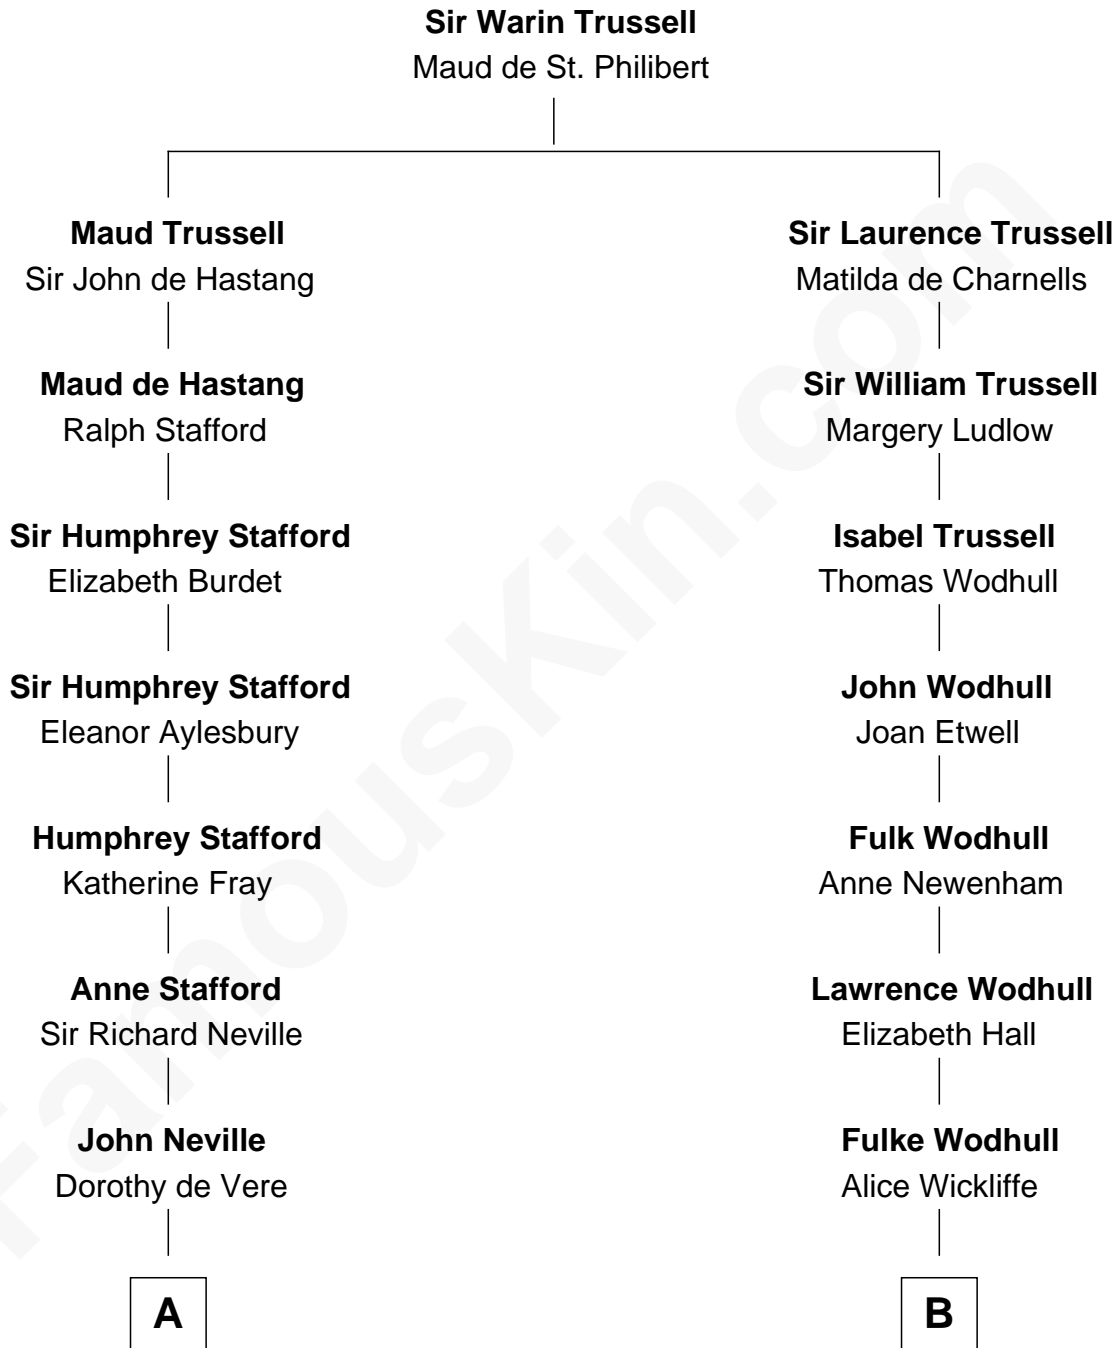 Sir Warin Trussell
Maud de St. Philibert
Maud Trussell
Sir John de Hastang
Sir Laurence Trussell
Matilda de Charnells
Maud de Hastang
Ralph Stafford
Sir William Trussell
Margery Ludlow
Sir Humphrey Stafford
Elizabeth Burdet
Isabel Trussell
Thomas Wodhull
Sir Humphrey Stafford
Eleanor Aylesbury
John Wodhull
Joan Etwell
Humphrey Stafford
Katherine Fray
Fulk Wodhull
Anne Newenham
Anne Stafford
Sir Richard Neville
Lawrence Wodhull
Elizabeth Hall
John Neville
Dorothy de Vere
Fulke Wodhull
Alice Wickliffe
A
B
FamousKin.com